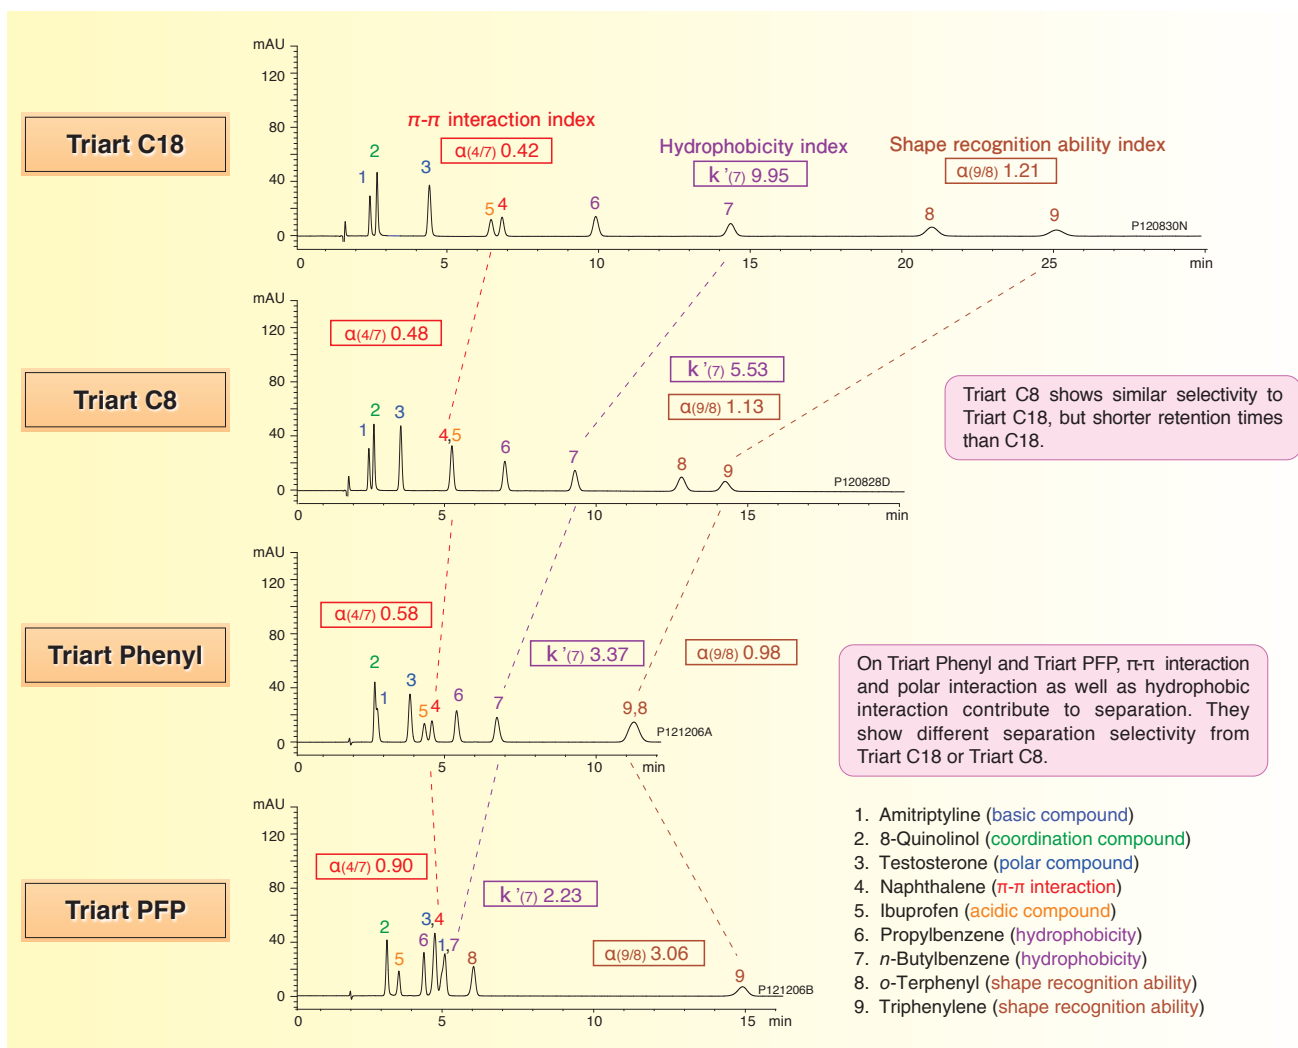 mAU
120
80
40
0
Triart C18
π-π interaction index
α(4/7) 0.42
Hydrophobicity index
k'(7) 9.95
Shape recognition ability index
α(9/8) 1.21
1
2
3
5
4
6
7
8
9
P120830N
0 5 10 15 20 25 min
mAU
120
80
40
0
Triart C8
α(4/7) 0.48
k'(7) 5.53
α(9/8) 1.13
1
2
3
4,5
6
7
8
9
P120828D
0 5 10 15 min
Triart C8 shows similar selectivity to
Triart C18, but shorter retention times
than C18.
mAU
120
80
40
0
Triart Phenyl
α(4/7) 0.58
k'(7) 3.37
α(9/8) 0.98
2
1
3
5
4
6
7
9,8
P121206A
0 5 10 min
On Triart Phenyl and Triart PFP, π-π interaction
and polar interaction as well as hydrophobic
interaction contribute to separation. They
show different separation selectivity from
Triart C18 or Triart C8.
mAU
120
80
40
0
Triart PFP
α(4/7) 0.90
k'(7) 2.23
α(9/8) 3.06
2
5
6
3,4
1,7
8
9
P121206B
0 5 10 15 min
1. Amitriptyline (basic compound)
2. 8-Quinolinol (coordination compound)
3. Testosterone (polar compound)
4. Naphthalene (π-π interaction)
5. Ibuprofen (acidic compound)
6. Propylbenzene (hydrophobicity)
7. n-Butylbenzene (hydrophobicity)
8. o-Terphenyl (shape recognition ability)
9. Triphenylene (shape recognition ability)